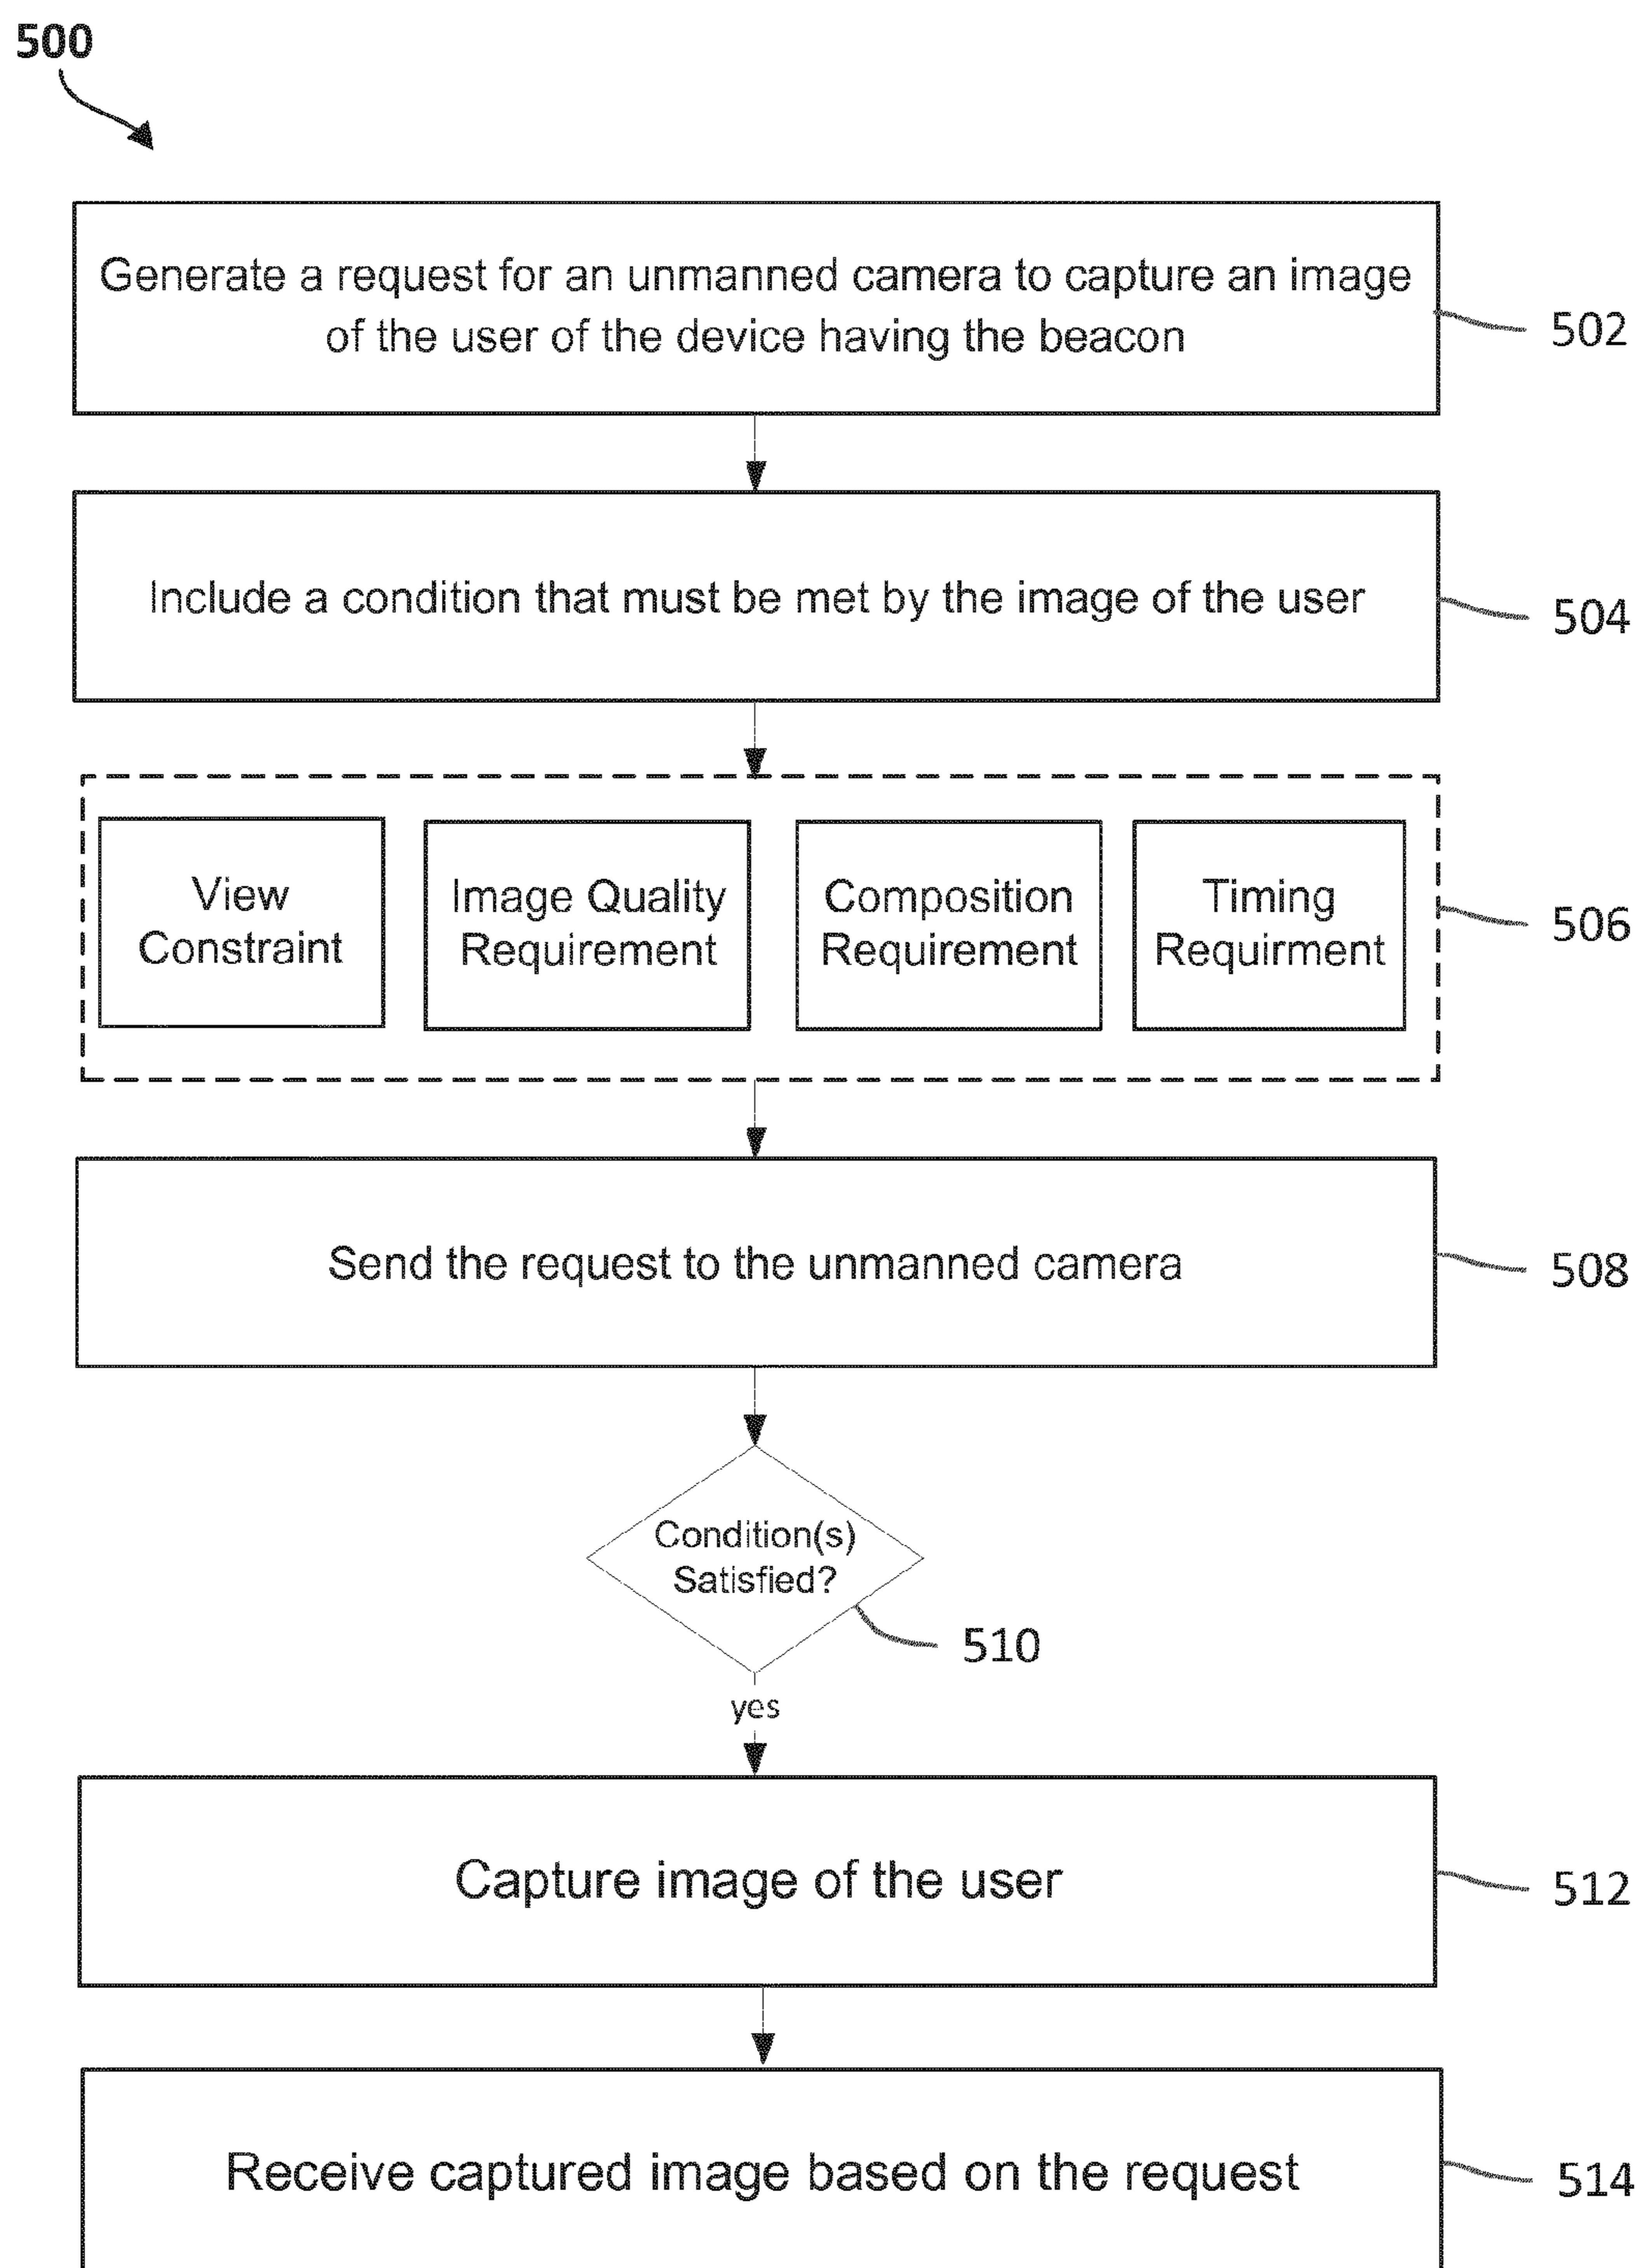 500
Generate a request for an unmanned camera to capture an image
of the user of the device having the beacon
502
Include a condition that must be met by the image of the user
504
View
Constraint
Image Quality
Requirement
Composition
Requirement
Timing
Requirment
506
Send the request to the unmanned camera
508
Condition(s)
Satisfied?
510
yes
Capture image of the user
512
Receive captured image based on the request
514